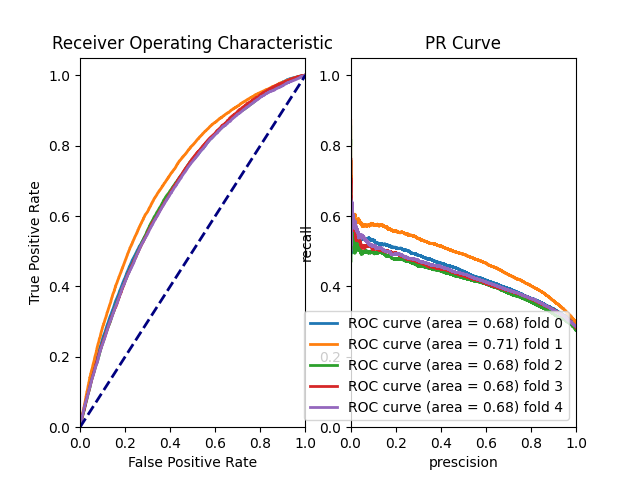 Receiver Operating Characteristic
PR Curve
1.0
0.8
0.6
0.4
0.2
0.0
True Positive Rate
0.0 0.2 0.4 0.6 0.8 1.0
False Positive Rate
1.0
0.8
0.6
0.4
0.2
0.0
recall
ROC curve (area = 0.68) fold 0
ROC curve (area = 0.71) fold 1
ROC curve (area = 0.68) fold 2
ROC curve (area = 0.68) fold 3
ROC curve (area = 0.68) fold 4
0.0 0.2 0.4 0.6 0.8 1.0
prescision